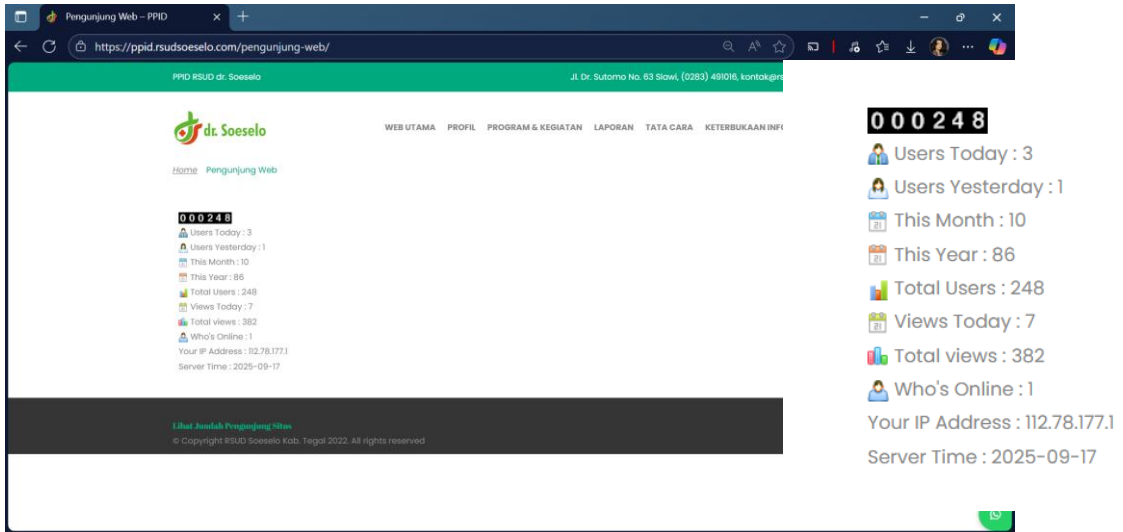 Pengunjung Web – PPID
https://ppid.rsudsoeselo.com/pengunjung-web/
PPID RSUD dr. Soeselo
Jl. Dr. Sutomo No. 63 Slawi, (0283) 491016, kontak@rs
dr. Soeselo
WEB UTAMA PROFIL PROGRAM & KEGIATAN LAPORAN TATA CARA KETERBUKAAN INF
Home Pengunjung Web
000248
Users Today : 3
Users Yesterday : 1
This Month : 10
This Year : 86
Total Users : 248
Views Today : 7
Total views : 382
Who's Online : 1
Your IP Address : 112.78.177.1
Server Time : 2025-09-17
Lihat Jumlah Pengunjung Situs
© Copyright RSUD Soeselo Kab. Tegal 2022. All rights reserved
000248
Users Today : 3
Users Yesterday : 1
This Month : 10
This Year : 86
Total Users : 248
Views Today : 7
Total views : 382
Who's Online : 1
Your IP Address : 112.78.177.1
Server Time : 2025-09-17